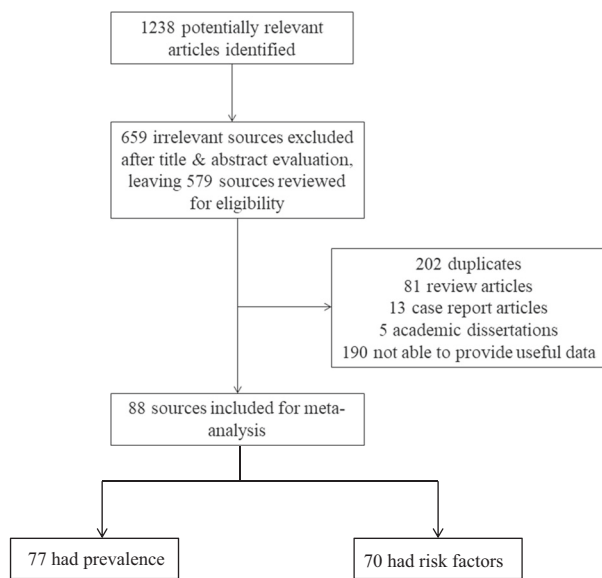 1238 potentially relevant
articles identified
659 irrelevant sources excluded
after title & abstract evaluation,
leaving 579 sources reviewed
for eligibility
202 duplicates
81 review articles
13 case report articles
5 academic dissertations
190 not able to provide useful data
88 sources included for meta-
analysis
77 had prevalence
70 had risk factors